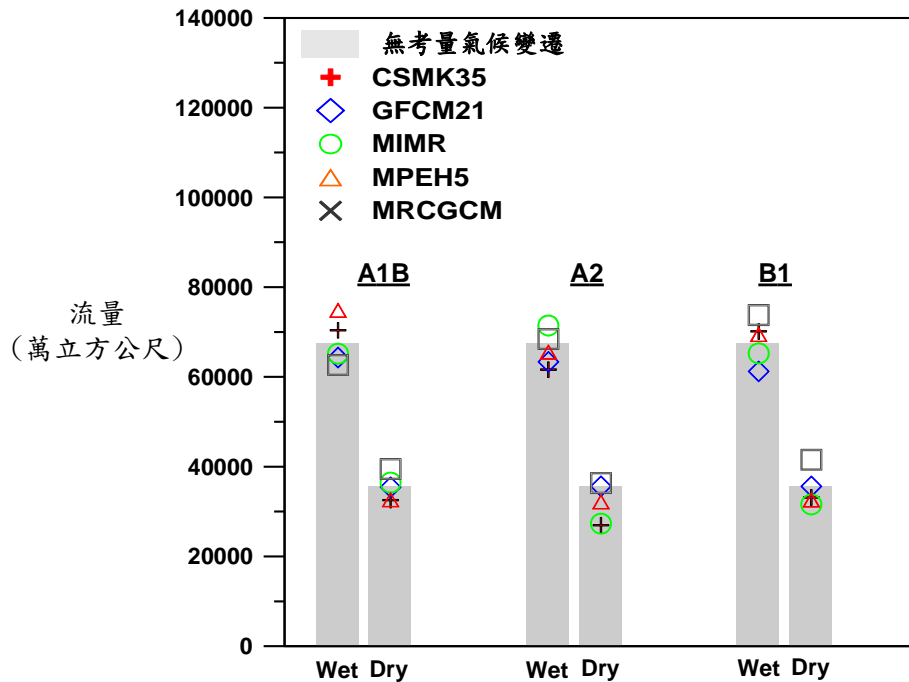 140000
120000
100000
80000
60000
40000
20000
0
流量
(萬立方公尺)
無考量氣候變遷
CSMK35
GFCM21
MIMR
MPEH5
MRCGCM
A1B
A2
B1
Wet Dry
Wet Dry
Wet Dry